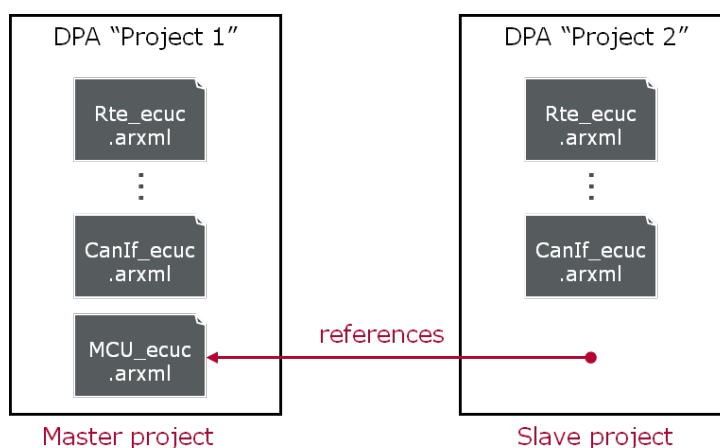 DPA “Project 1”
Rte_ecuc
.arxml
CanIf_ecuc
.arxml
MCU_ecuc
.arxml
Master project
references
DPA “Project 2”
Rte_ecuc
.arxml
CanIf_ecuc
.arxml
Slave project